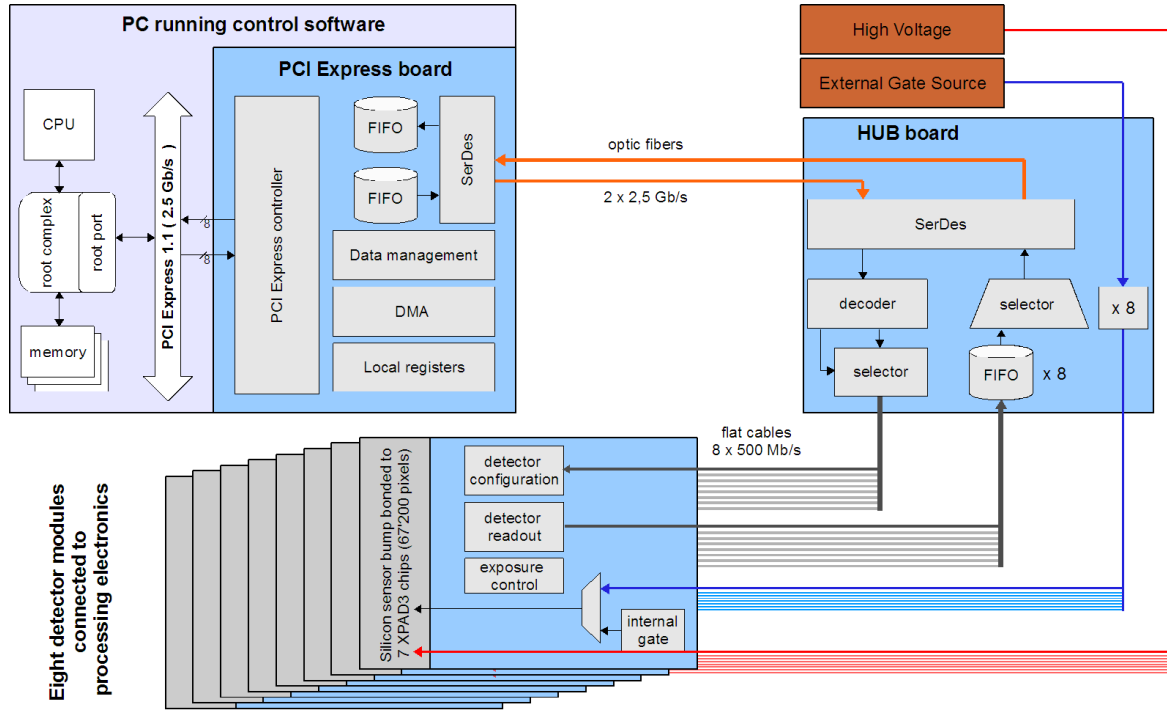 PC running control software
PCI Express board
CPU
root complex
root port
memory
PCI Express 1.1 ( 2.5 Gb/s )
8
8
PCI Express controller
FIFO
FIFO
SerDes
Data management
DMA
Local registers
optic fibers
2 x 2,5 Gb/s
High Voltage
External Gate Source
HUB board
SerDes
decoder
selector
selector
FIFO
x 8
x 8
flat cables
8 x 500 Mb/s
Eight detector modules
connected to
processing electronics
Silicon sensor bump bonded to
7 XPAD3 chips (67'200 pixels)
detector
configuration
detector
readout
exposure
control
internal
gate